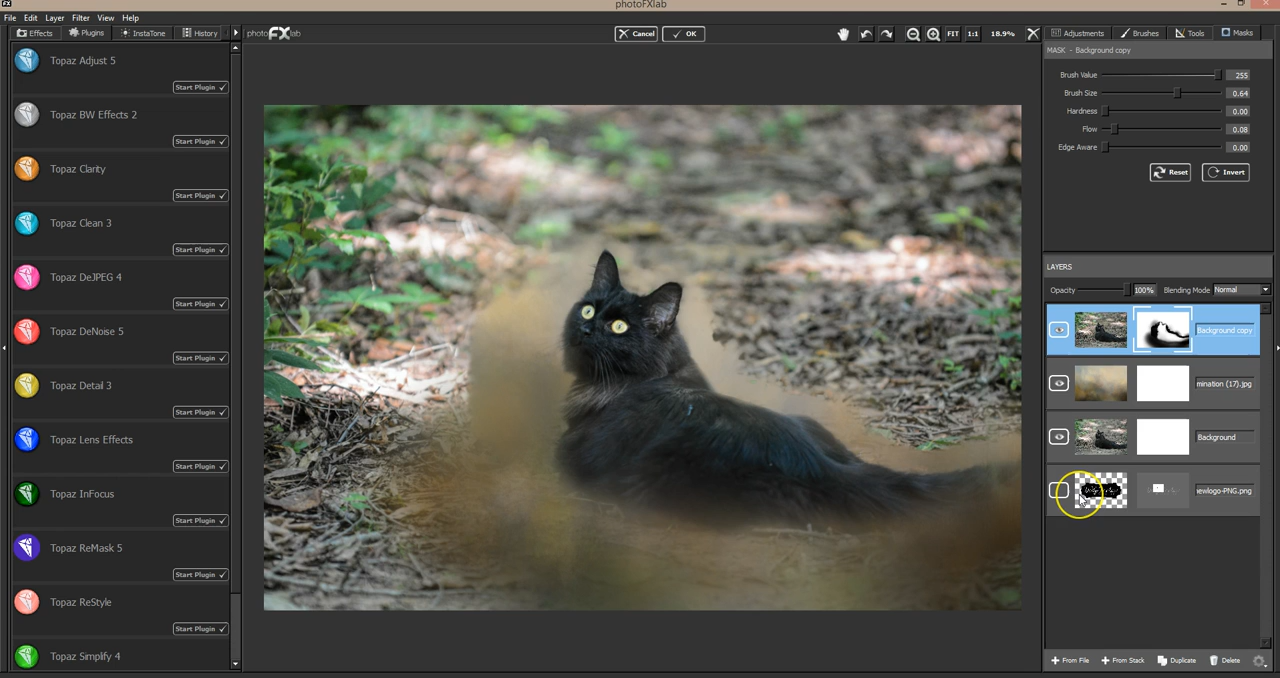 photoFXlab
File Edit Layer Filter View Help
Effects Plugins InstaTone History
photoFXlab
Cancel OK
FIT 1:1 18.9%
Adjustments Brushes Tools Masks
Topaz Adjust 5
Start Plugin
Topaz BW Effects 2
Start Plugin
Topaz Clarity
Start Plugin
Topaz Clean 3
Start Plugin
Topaz DeJPEG 4
Start Plugin
Topaz DeNoise 5
Start Plugin
Topaz Detail 3
Start Plugin
Topaz Lens Effects
Start Plugin
Topaz InFocus
Start Plugin
Topaz ReMask 5
Start Plugin
Topaz ReStyle
Start Plugin
Topaz Simplify 4
MASK - Background copy
Brush Value 255
Brush Size 0.64
Hardness 0.00
Flow 0.08
Edge Aware 0.00
Reset Invert
LAYERS
Opacity 100% Blending Mode Normal
Background copy
mination (17).jpg
Background
ewlogo-PNG.png
From File From Stack Duplicate Delete